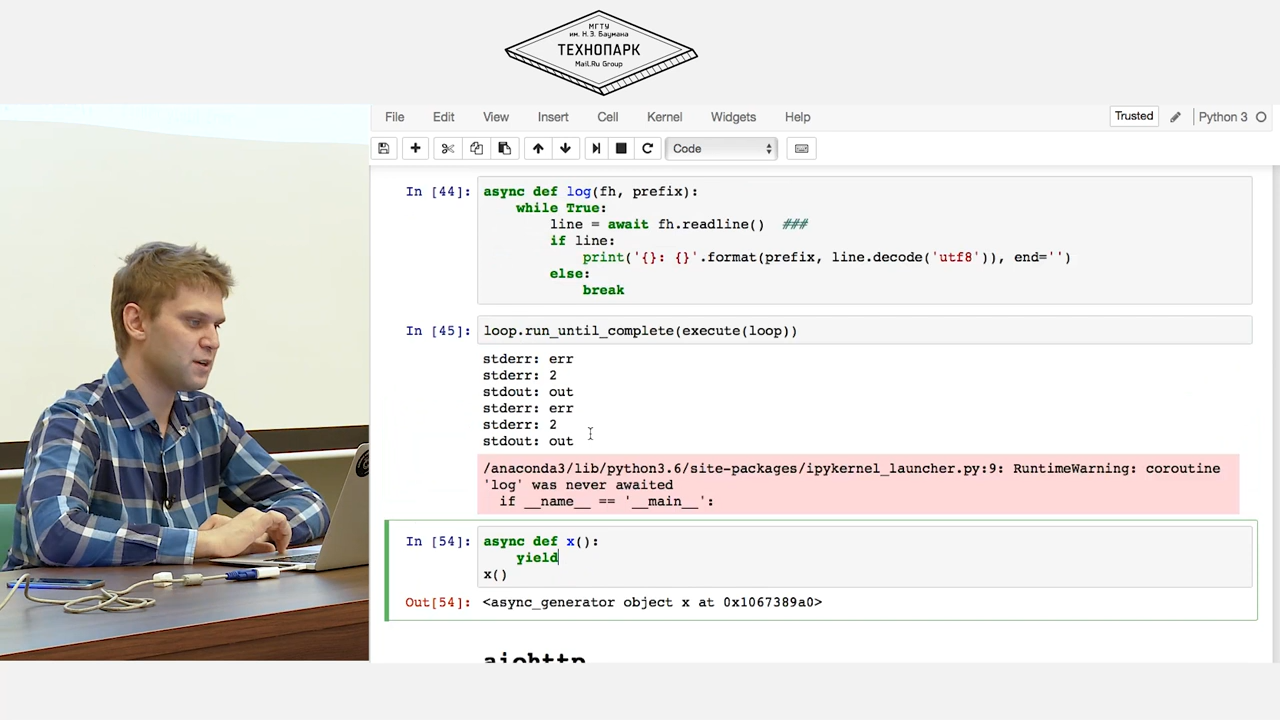 МГТУ
им. Н.Э. Баумана
ТЕХНОПАРК
Mail.Ru Group
File Edit View Insert Cell Kernel Widgets Help
Trusted
Python 3
Code
In [44]:
async def log(fh, prefix):
    while True:
        line = await fh.readline()  ###
        if line:
            print('{}: {}'.format(prefix, line.decode('utf8')), end='')
        else:
            break
In [45]:
loop.run_until_complete(execute(loop))
stderr: err
stderr: 2
stdout: out
stderr: err
stderr: 2
stdout: out
/anaconda3/lib/python3.6/site-packages/ipykernel_launcher.py:9: RuntimeWarning: coroutine
'log' was never awaited
  if __name__ == '__main__':
In [54]:
async def x():
    yield
x()
Out[54]:
<async_generator object x at 0x1067389a0>
aiohttp